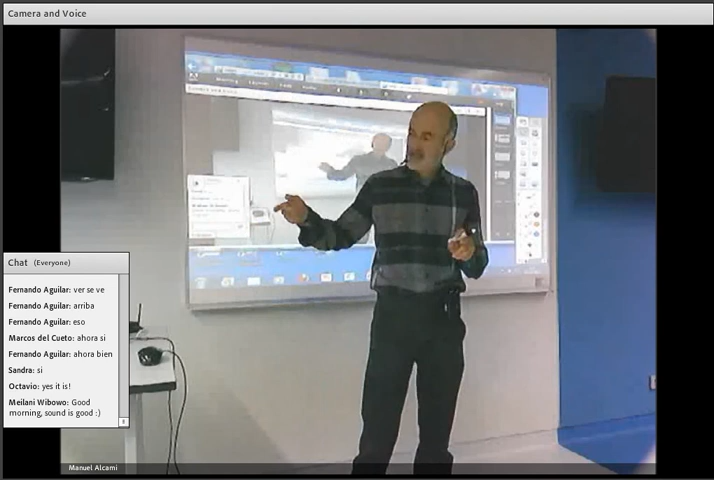 Camera and Voice
Chat (Everyone)
Fernando Aguilar: ver se ve
Fernando Aguilar: arriba
Fernando Aguilar: eso
Marcos del Cueto: ahora si
Fernando Aguilar: ahora bien
Sandra: si
Octavio: yes it is!
Meilani Wibowo: Good
morning, sound is good :)
Manuel Alcami